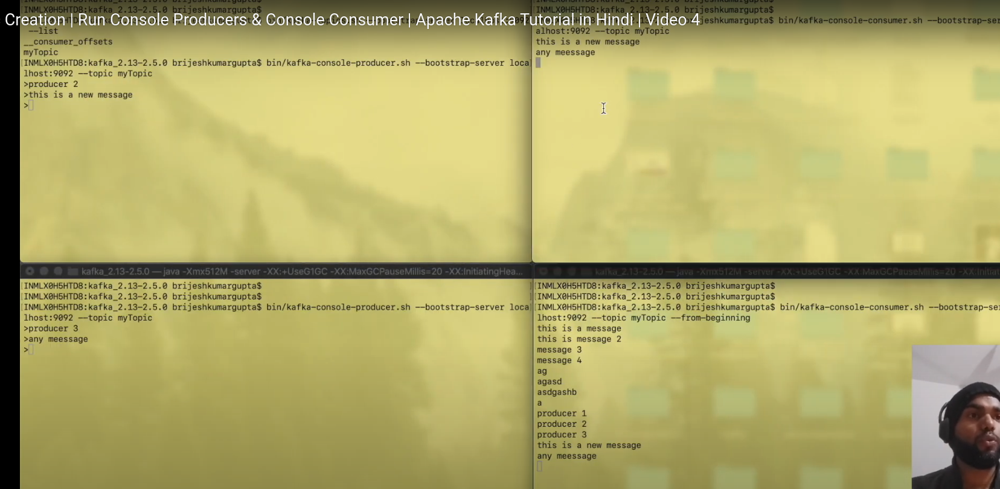 Creation | Run Console Producers & Console Consumer | Apache Kafka Tutorial In Hindi | Video 4
INMLX0H5HTD8:kafka_2.13-2.5.0 brijeshkumargupta$
--list
__consumer_offsets
myTopic
[INMLX0H5HTD8:kafka_2.13-2.5.0 brijeshkumargupta$ bin/kafka-console-producer.sh --bootstrap-server loca
lhost:9092 --topic myTopic
>producer 2
>this is a new message
>
INMLX0H5HTD8:kafka_2.13-2.5.0 brijeshkumargupta$
brijeshkumargupta$ bin/kafka-console-consumer.sh --bootstrap-ser
alhost:9092 --topic myTopic
this is a new message
any meessage
kafka_2.13-2.5.0 — java -Xmx512M -server -XX:+UseG1GC -XX:MaxGCPauseMillis=20 -XX:InitiatingHea...
[INMLX0H5HTD8:kafka_2.13-2.5.0 brijeshkumargupta$
[INMLX0H5HTD8:kafka_2.13-2.5.0 brijeshkumargupta$
[INMLX0H5HTD8:kafka_2.13-2.5.0 brijeshkumargupta$ bin/kafka-console-producer.sh --bootstrap-server loca
lhost:9092 --topic myTopic
>producer 3
>any meessage
>
kafka_2.13-2.5.0 — java -Xmx512M -server -XX:+UseG1GC -XX:MaxGCPauseMillis=20 -XX:Initiat
[INMLX0H5HTD8:kafka_2.13-2.5.0 brijeshkumargupta$
[INMLX0H5HTD8:kafka_2.13-2.5.0 brijeshkumargupta$
[INMLX0H5HTD8:kafka_2.13-2.5.0 brijeshkumargupta$ bin/kafka-console-consumer.sh --bootstrap-ser
lhost:9092 --topic myTopic --from-beginning
this is a message
this is message 2
message 3
message 4
ag
agasd
asdgashb
a
producer 1
producer 2
producer 3
this is a new message
any meessage